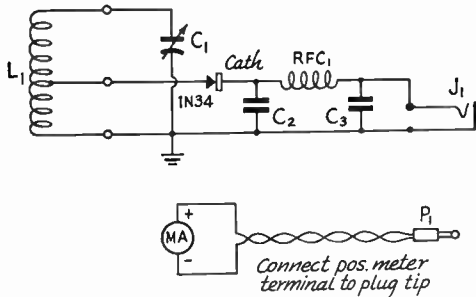 L1
C1
Cath
1N34
RFC1
C2
C3
J1
+
MA
-
P1
Connect pos. meter
terminal to plug tip